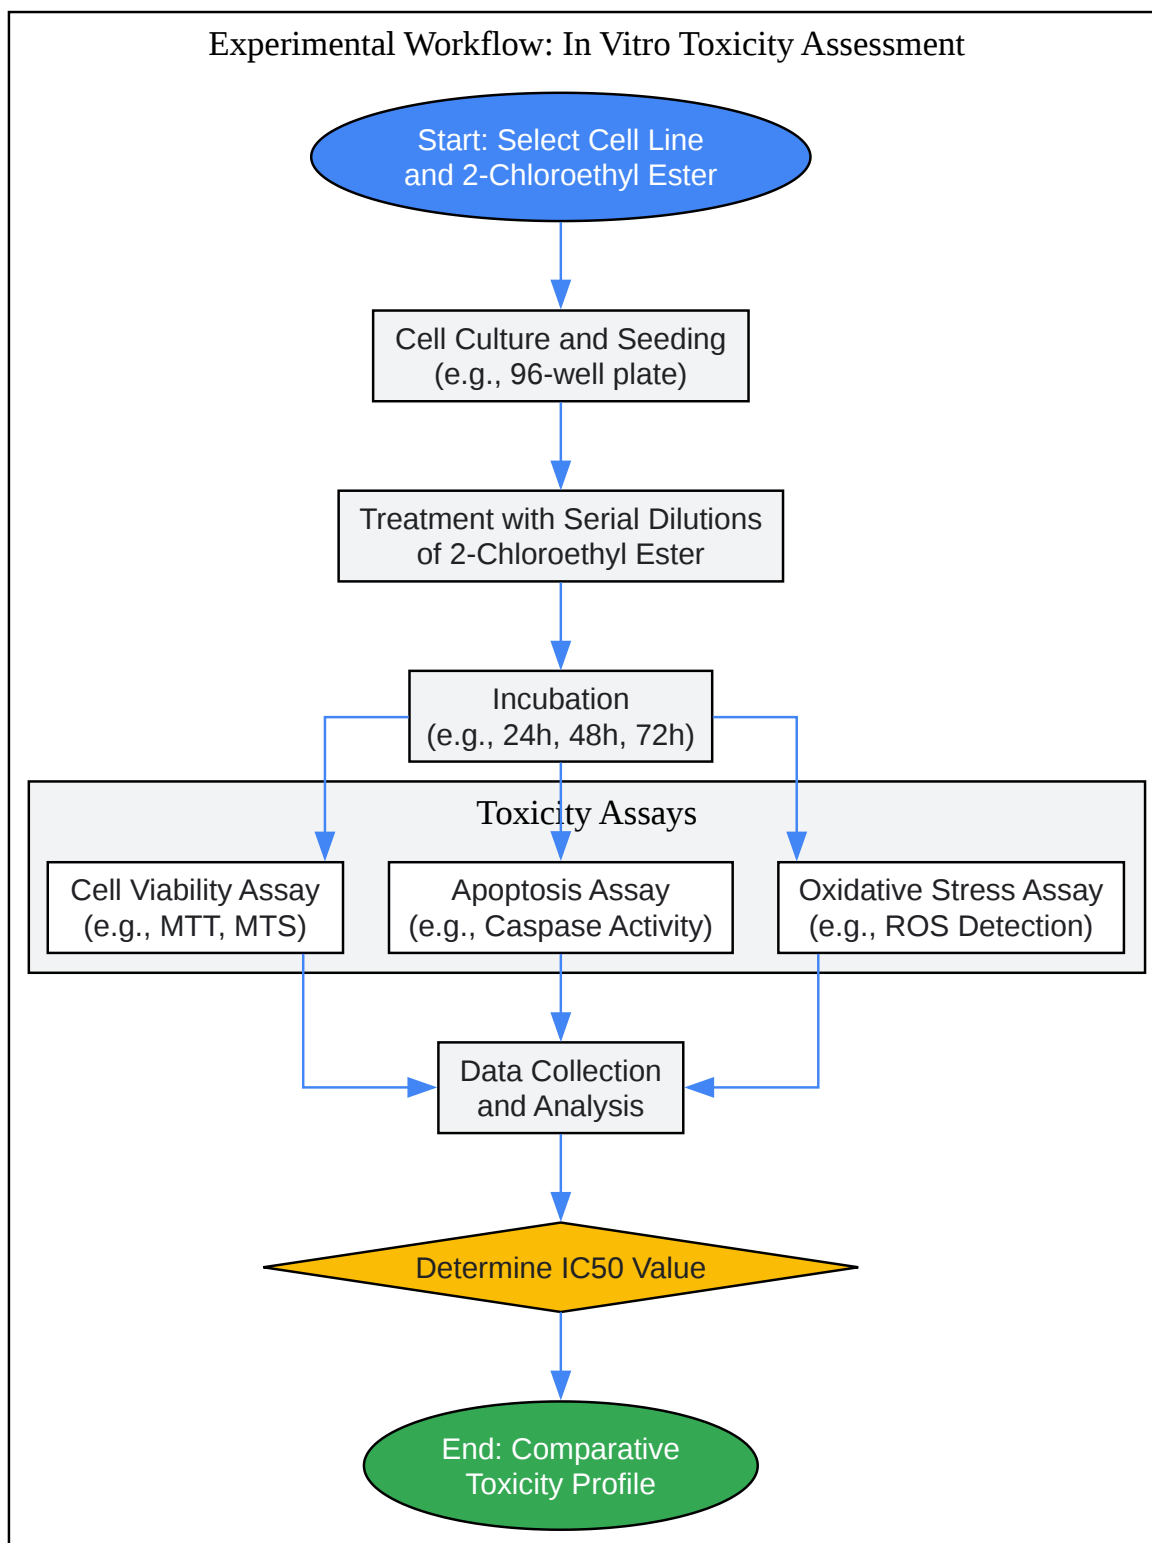 Experimental Workflow: In Vitro Toxicity Assessment
Start: Select Cell Line
and 2-Chloroethyl Ester
Cell Culture and Seeding
(e.g., 96-well plate)
Treatment with Serial Dilutions
of 2-Chloroethyl Ester
Incubation
(e.g., 24h, 48h, 72h)
Toxicity Assays
Cell Viability Assay
(e.g., MTT, MTS)
Apoptosis Assay
(e.g., Caspase Activity)
Oxidative Stress Assay
(e.g., ROS Detection)
Data Collection
and Analysis
Determine IC50 Value
End: Comparative
Toxicity Profile